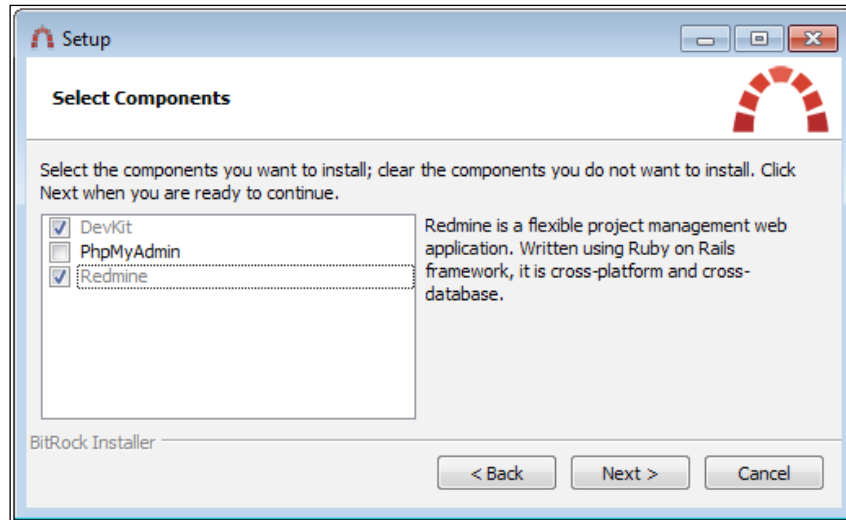 Setup
Select Components
Select the components you want to install; clear the components you do not want to install. Click
Next when you are ready to continue.
DevKit
PhpMyAdmin
Redmine
Redmine is a flexible project management web
application. Written using Ruby on Rails
framework, it is cross-platform and cross-
database.
BitRock Installer
< Back
Next >
Cancel